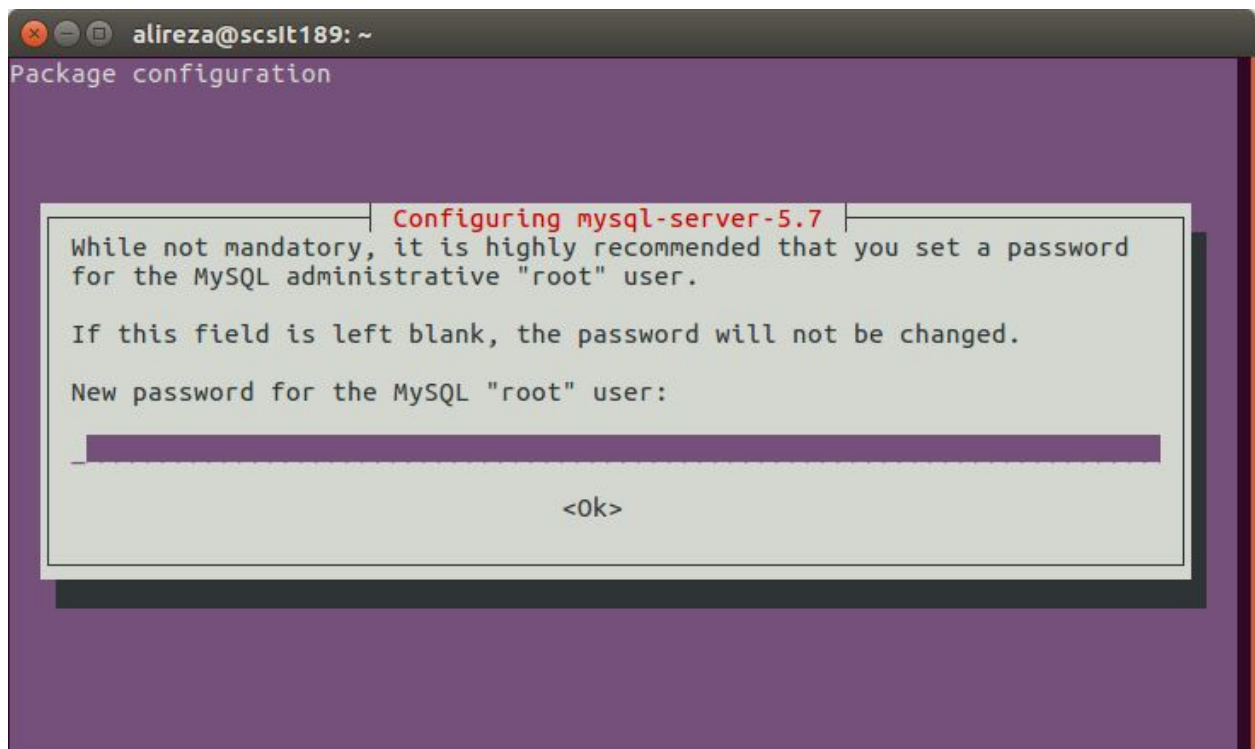 alireza@scslt189: ~
Package configuration
Configuring mysql-server-5.7
While not mandatory, it is highly recommended that you set a password
for the MySQL administrative "root" user.
If this field is left blank, the password will not be changed.
New password for the MySQL "root" user:
<Ok>